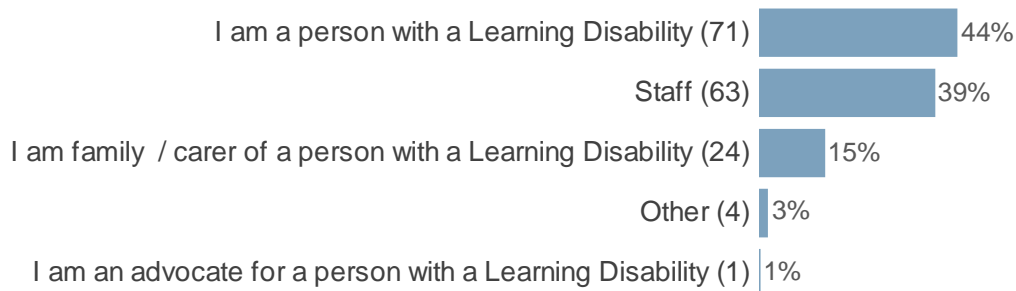 I am a person with a Learning Disability (71) 44%
Staff (63) 39%
I am family / carer of a person with a Learning Disability (24) 15%
Other (4) 3%
I am an advocate for a person with a Learning Disability (1) 1%